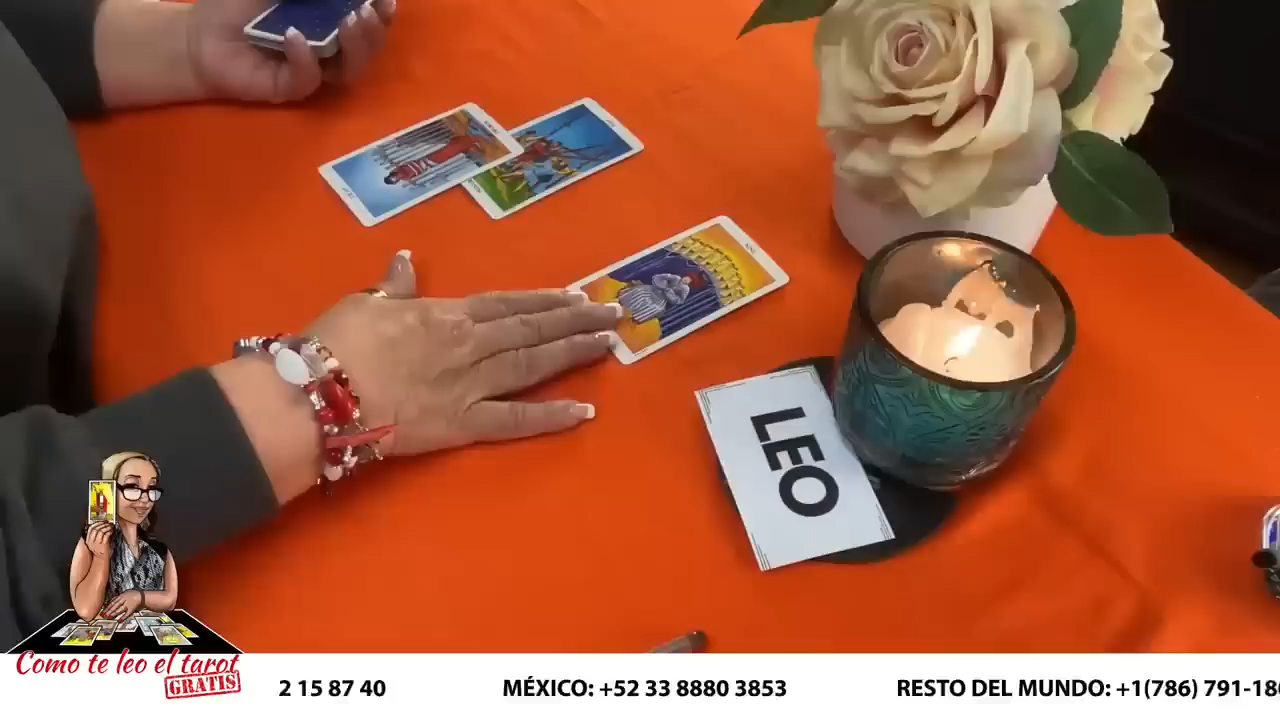 LEO
Como te leo el tarot
GRATIS
2 15 87 40
MÉXICO: +52 33 8880 3853
RESTO DEL MUNDO: +1(786) 791-180